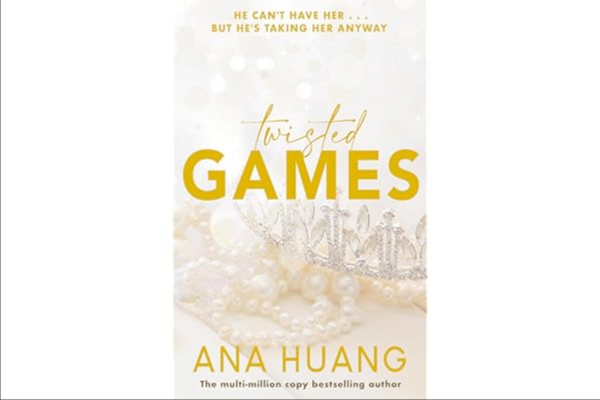 HE CAN'T HAVE HER . . .
BUT HE'S TAKING HER ANYWAY
twisted
GAMES
ANA HUANG
The multi-million copy bestselling author